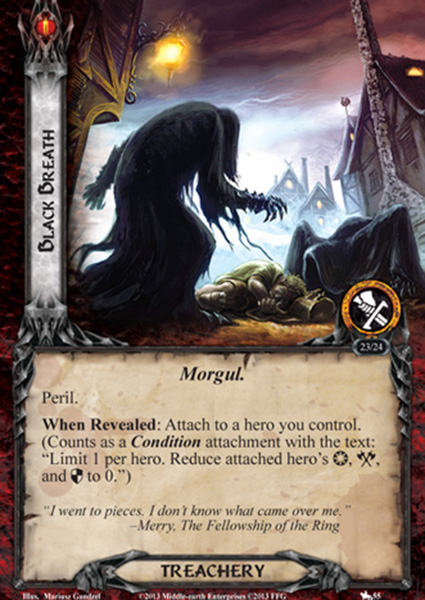 BLACK BREATH
23/24
Morgul.
Peril.
When Revealed: Attach to a hero you control.
(Counts as a Condition attachment with the text:
“Limit 1 per hero. Reduce attached hero’s , ,
and to 0.”)
“I went to pieces. I don’t know what came over me.”
–Merry, The Fellowship of the Ring
TREACHERY
Illus. Mariusz Gandzel ©2013 Middle-earth Enterprises ©2013 FFG 55